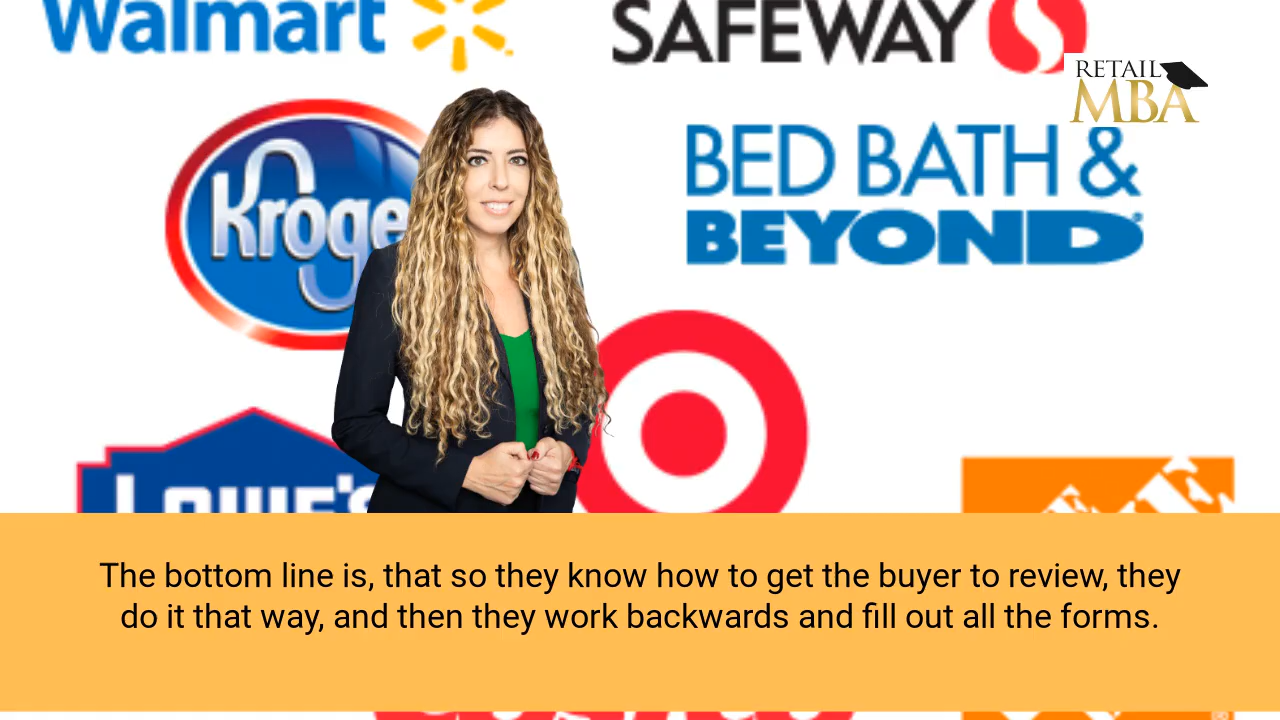 Walmart
SAFEWAY
RETAIL
MBA
Kroge
BED BATH &
BEYOND
LOWE'S
The bottom line is, that so they know how to get the buyer to review, they
do it that way, and then they work backwards and fill out all the forms.